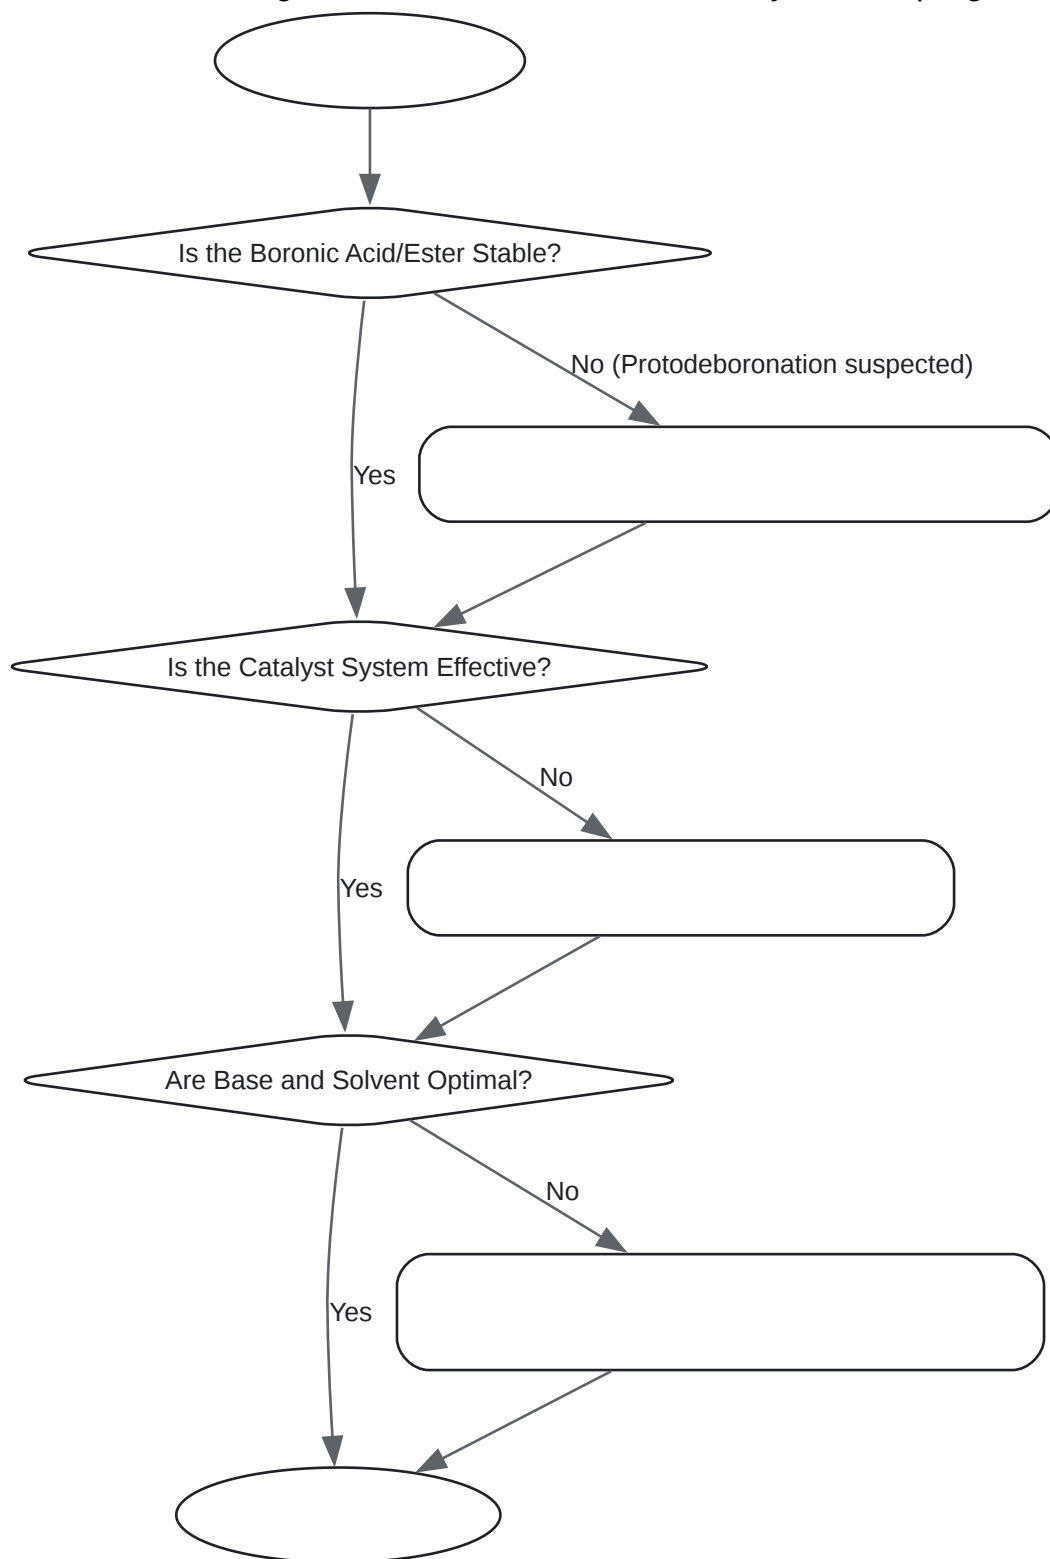 Is the Boronic Acid/Ester Stable?
No (Protodeboronation suspected)
Yes
Is the Catalyst System Effective?
No
Yes
Are Base and Solvent Optimal?
No
Yes